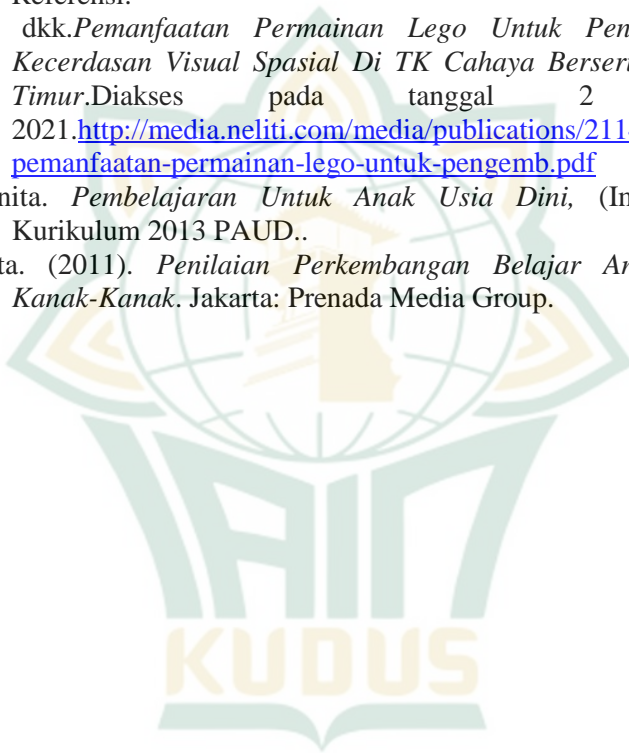 Referensi.
dkk.Pemanfaatan Permainan Lego Untuk Pen
Kecerdasan Visual Spasial Di TK Cahaya Berseri
Timur.Diakses pada tanggal 2
2021.http://media.neliti.com/media/publications/211
pemanfaatan-permainan-lego-untuk-pengemb.pdf
nita. Pembelajaran Untuk Anak Usia Dini, (In
Kurikulum 2013 PAUD..
ta. (2011). Penilaian Perkembangan Belajar An
Kanak-Kanak. Jakarta: Prenada Media Group.
IAIN
KUDUS